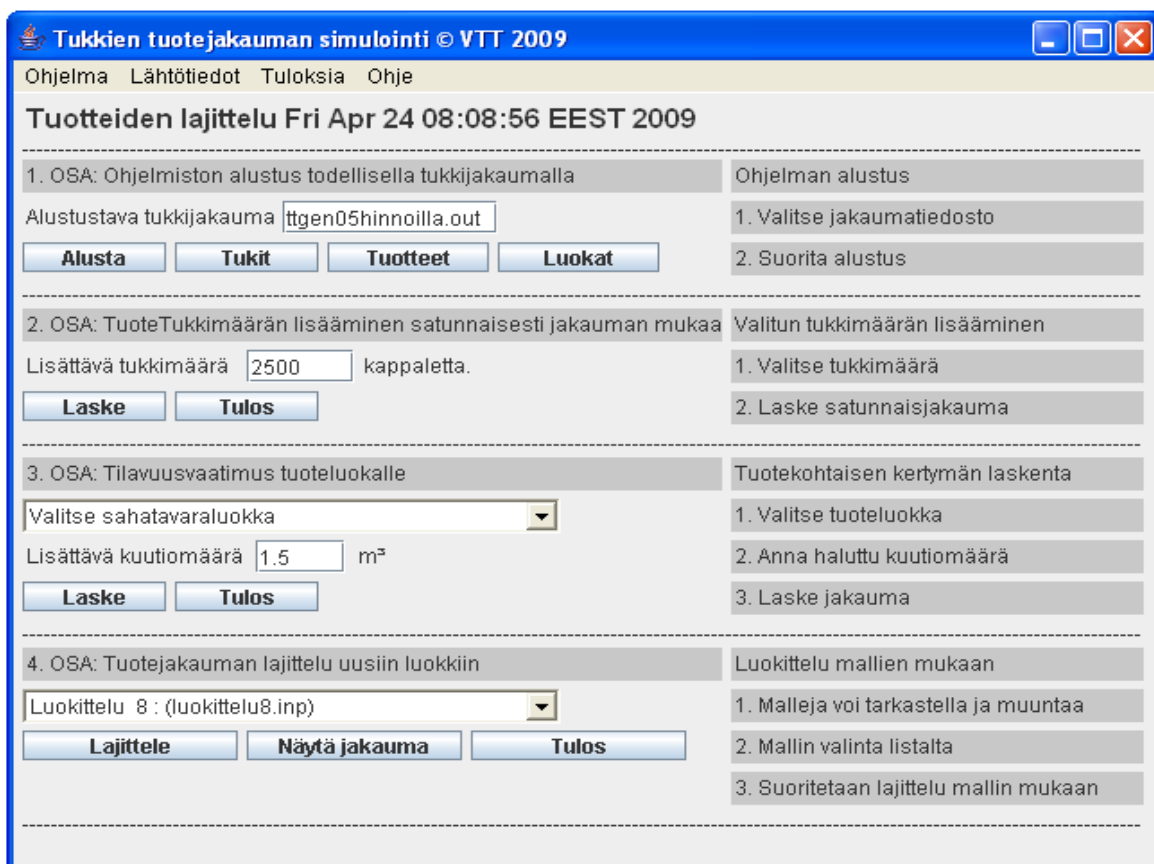 Tukkien tuotejakauman simulointi © VTT 2009
Ohjelma Lähtötiedot Tuloksia Ohje
Tuotteiden lajittelu Fri Apr 24 08:08:56 EEST 2009
1. OSA: Ohjelmiston alustus todellisella tukkijakaumalla
Ohjelman alustus
Alustustava tukkijakauma ttgen05hinnoilla.out
1. Valitse jakaumatiedosto
Alusta Tukit Tuotteet Luokat
2. Suorita alustus
2. OSA: TuoteTukkimäärän lisääminen satunnaisesti jakauman mukaa
Valitun tukkimäärän lisääminen
Lisättävä tukkimäärä 2500 kappaletta.
1. Valitse tukkimäärä
Laske Tulos
2. Laske satunnaisjakauma
3. OSA: Tilavuusvaatimus tuoteluokalle
Tuotekohtaisen kertymän laskenta
Valitse sahatavaraluokka
1. Valitse tuoteluokka
Lisättävä kuutiomäärä 1.5 m³
2. Anna haluttu kuutiomäärä
Laske Tulos
3. Laske jakauma
4. OSA: Tuotejakauman lajittelu uusiin luokkiin
Luokittelu mallien mukaan
Luokittelu 8 : (luokittelu8.inp)
1. Malleja voi tarkastella ja muuntaa
Lajittele Näytä jakauma Tulos
2. Mallin valinta listalta
3. Suoritetaan lajittelu mallin mukaan